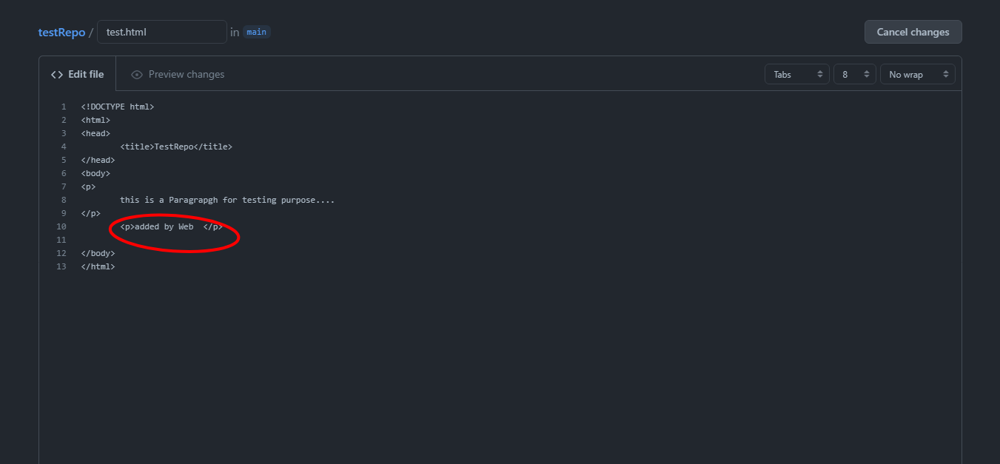 testRepo / test.html in main Cancel changes
<> Edit file Preview changes Tabs 8 No wrap
1 <!DOCTYPE html>
2 <html>
3 <head>
4 <title>TestRepo</title>
5 </head>
6 <body>
7 <p>
8 this is a Paragrapgh for testing purpose....
9 </p>
10 <p>added by Web  </p>
11
12 </body>
13 </html>